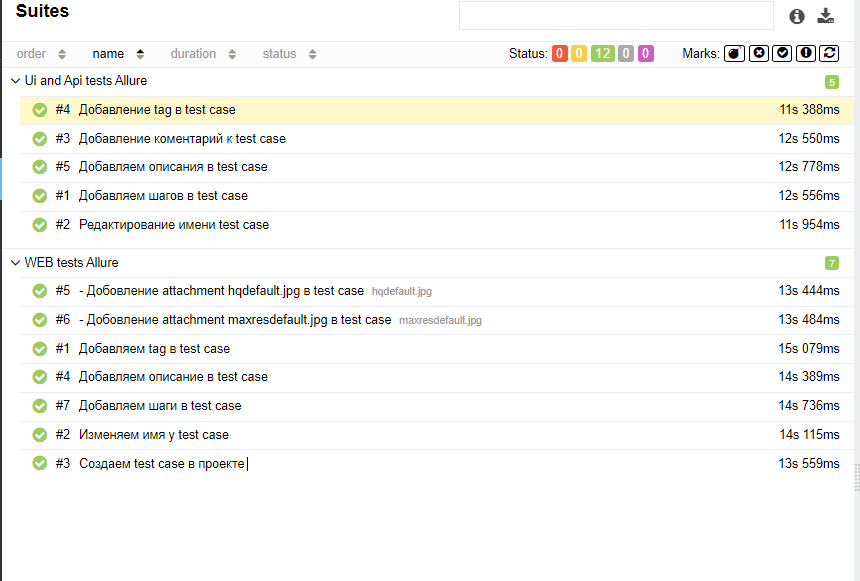 Suites
order name duration status Status: 0 0 12 0 0 Marks:
Ui and Api tests Allure 5
#4 Добавление tag в test case 11s 388ms
#3 Добавление коментарий к test case 12s 550ms
#5 Добавляем описания в test case 12s 778ms
#1 Добавляем шагов в test case 12s 556ms
#2 Редактирование имени test case 11s 954ms
WEB tests Allure 7
#5 - Добовление attachment hqdefault.jpg в test case hqdefault.jpg 13s 444ms
#6 - Добовление attachment maxresdefault.jpg в test case maxresdefault.jpg 13s 484ms
#1 Добавляем tag в test case 15s 079ms
#4 Добавляем описание в test case 14s 389ms
#7 Добавляем шаги в test case 14s 736ms
#2 Изменяем имя у test case 14s 115ms
#3 Создаем test case в проекте 13s 559ms